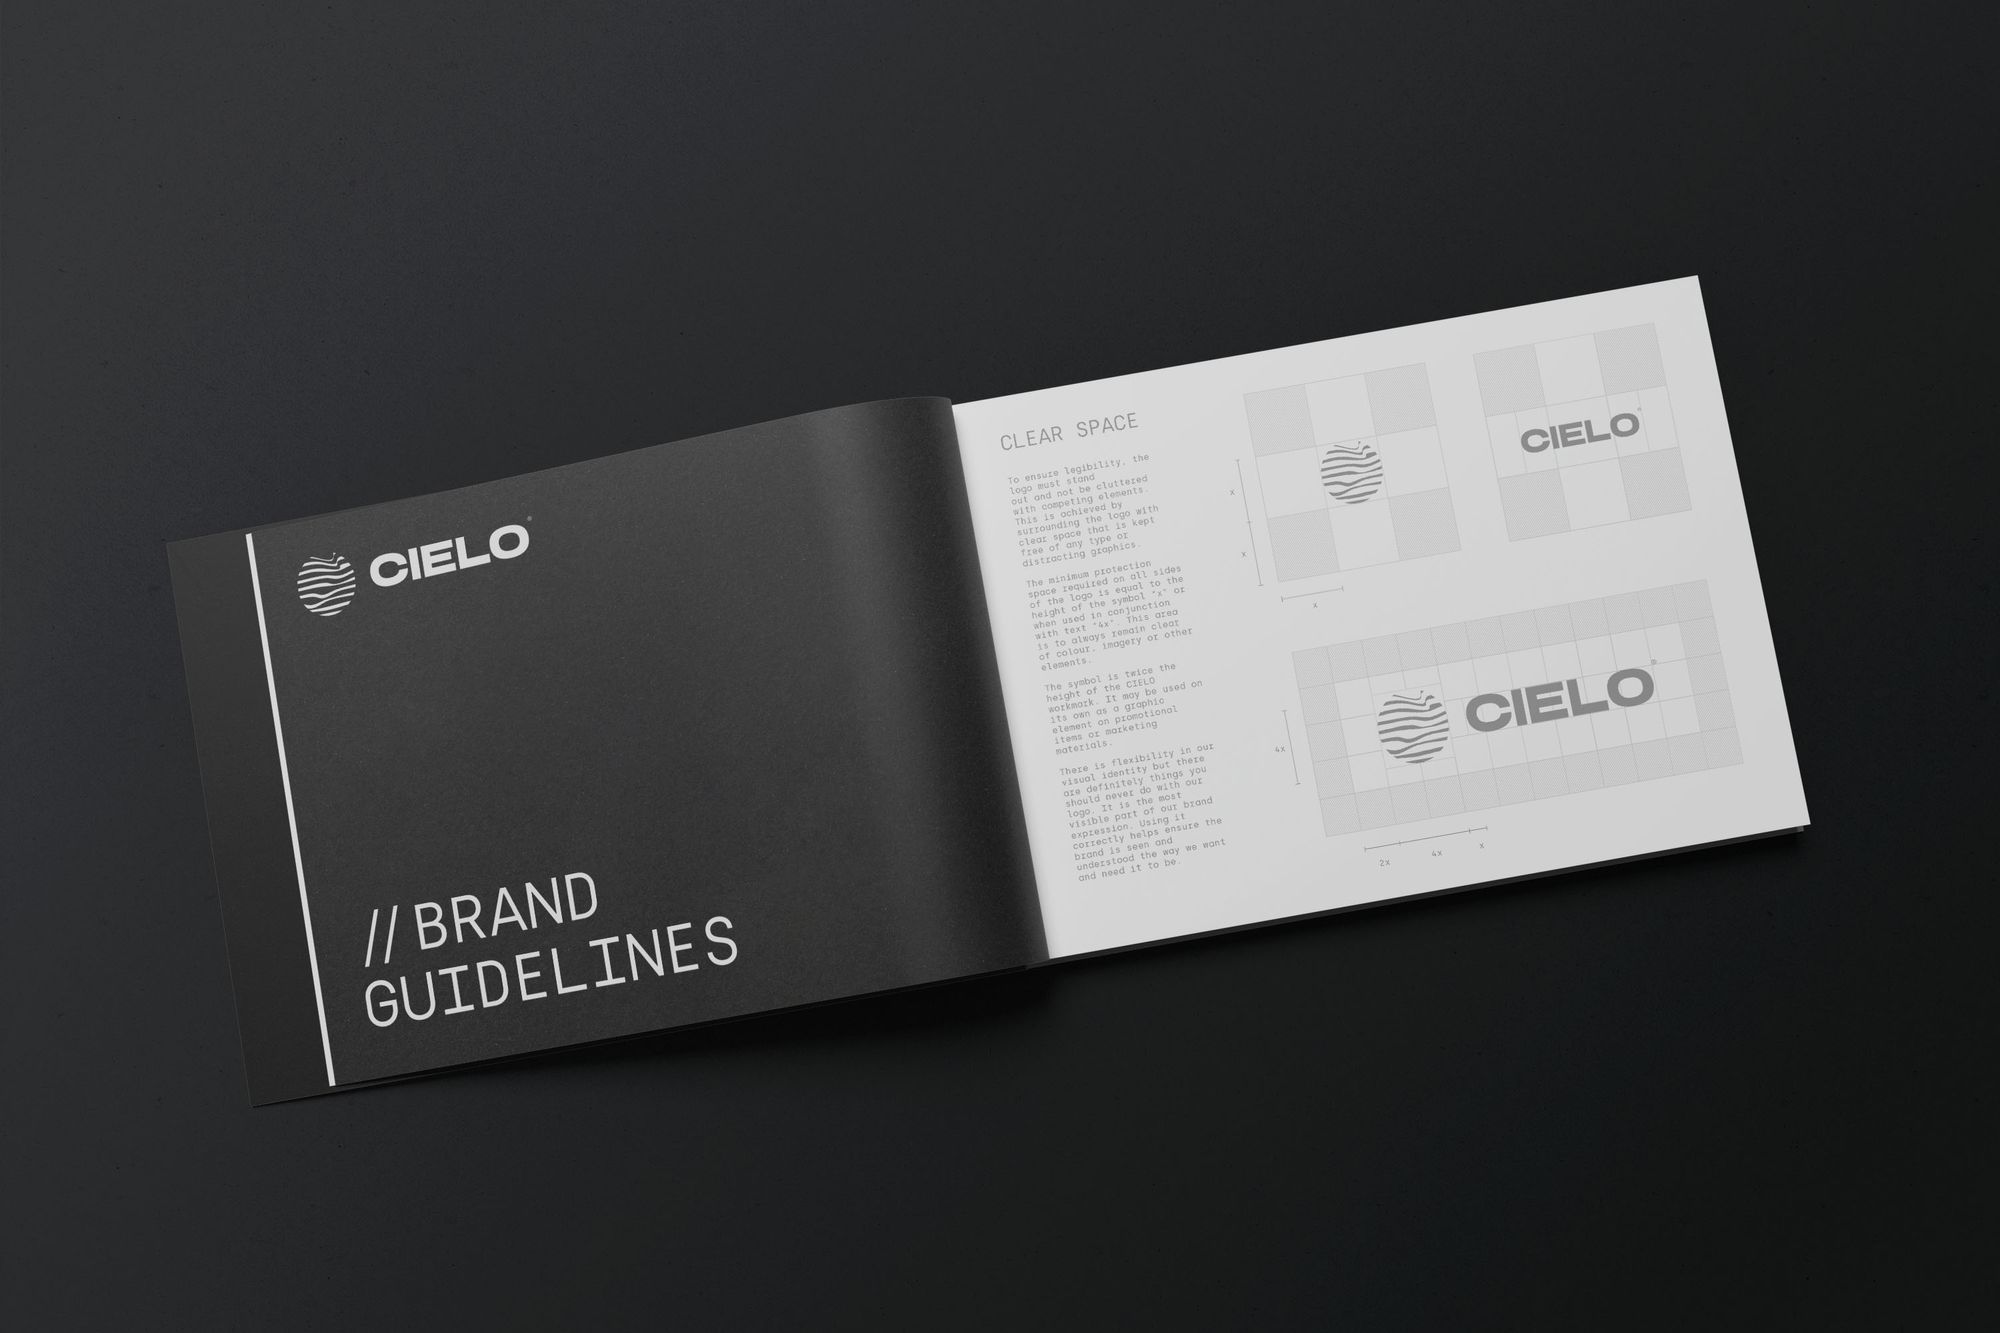 CIELO®
//BRAND
GUIDELINES
CLEAR SPACE
To ensure legibility, the
logo must stand
out and not be cluttered
with competing elements.
This is achieved by
surrounding the logo with
clear space that is kept
free of any type or
distracting graphics.
The minimum protection
space required on all sides
of the logo is equal to the
height of the symbol "x" or
when used in conjunction
with text "4x". This area
is to always remain clear
of colour, imagery or other
elements.
The symbol is twice the
height of the CIELO
workmark. It may be used on
its own as a graphic
element on promotional
items or marketing
materials.
There is flexibility in our
visual identity but there
are definitely things you
should never do with our
logo. It is the most
visible part of our brand
expression. Using it
correctly helps ensure the
brand is seen and
understood the way we want
and need it to be.
x
x
x
CIELO®
4x
CIELO®
2x 4x x